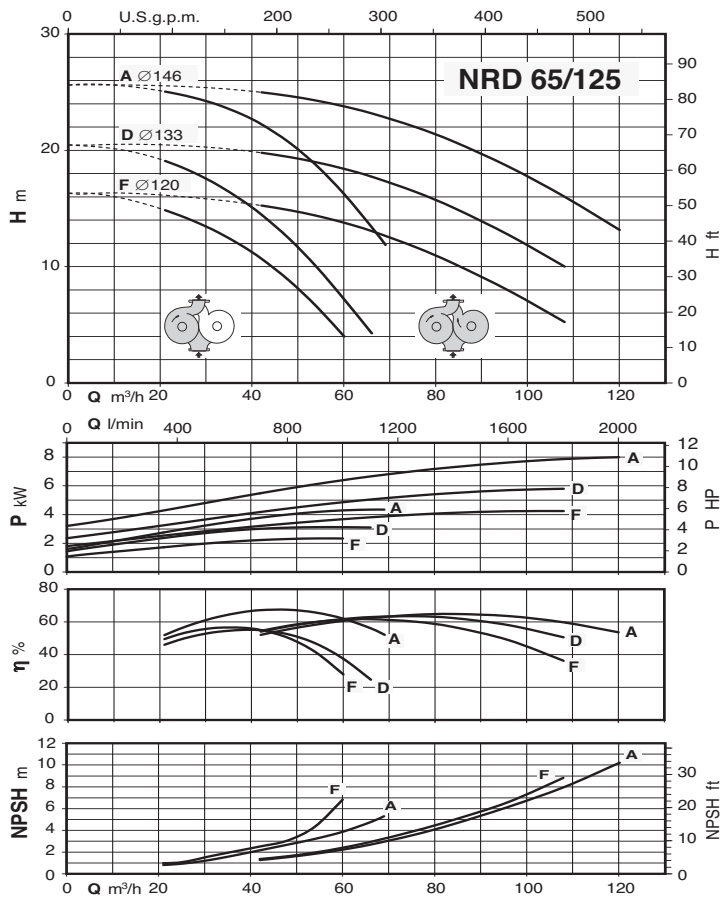 0 U.S.g.p.m. 100 200 300 400 500
NRD 65/125
30
20
10
0
H m
A Ø146
D Ø133
F Ø120
90
80
70
60
50
40
30
20
10
0
H ft
Q m³/h 20 40 60 80 100 120
0 Q l/min 400 800 1200 1600 2000
8
6
4
2
0
P kW
A
D
F
A
D
F
12
10
8
6
4
2
0
P HP
80
60
40
20
0
η %
A
D
F
A
D
F
12
10
8
6
4
2
0
NPSH m
F
A
F
A
30
20
10
0
NPSH ft
0 Q m³/h 20 40 60 80 100 120